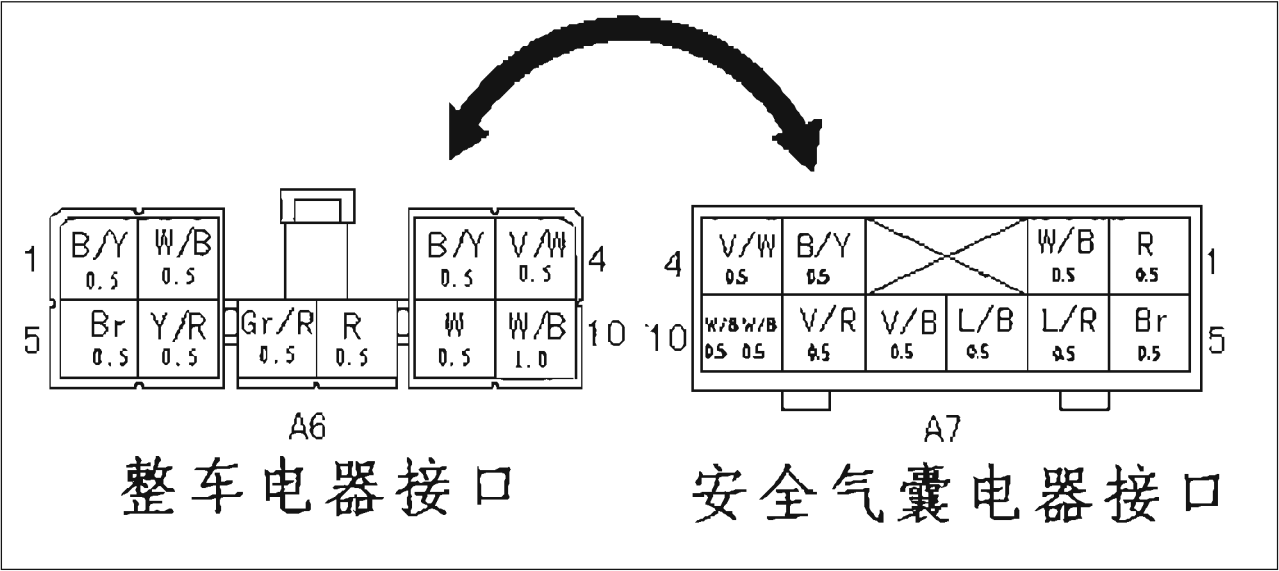 1 B/Y 0.5 W/B 0.5 B/Y 0.5 V/W 0.5 4
5 Br 0.5 Y/R 0.5 Gr/R 0.5 R 0.5 W 0.5 W/B 1.0 10
A6
整车电器接口
4 V/W 0.5 B/Y 0.5 W/B 0.5 R 0.5 1
10 W/B 0.5 W/B 0.5 V/R 0.5 V/B 0.5 L/B 0.5 L/R 0.5 Br 0.5 5
A7
安全气囊电器接口